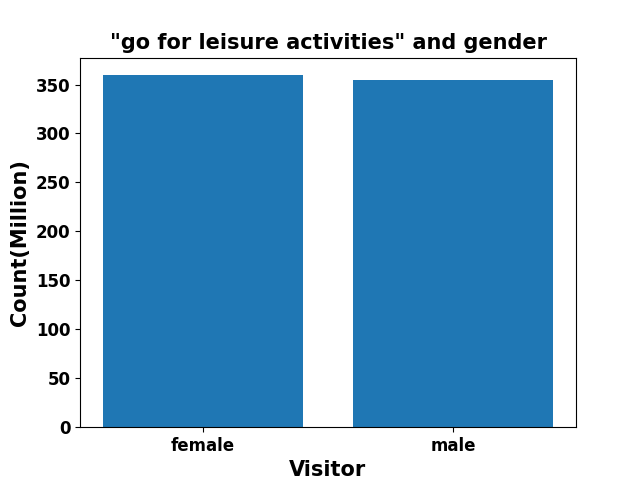 "go for leisure activities" and gender
Count(Million)
350
300
250
200
150
100
50
0
female
male
Visitor